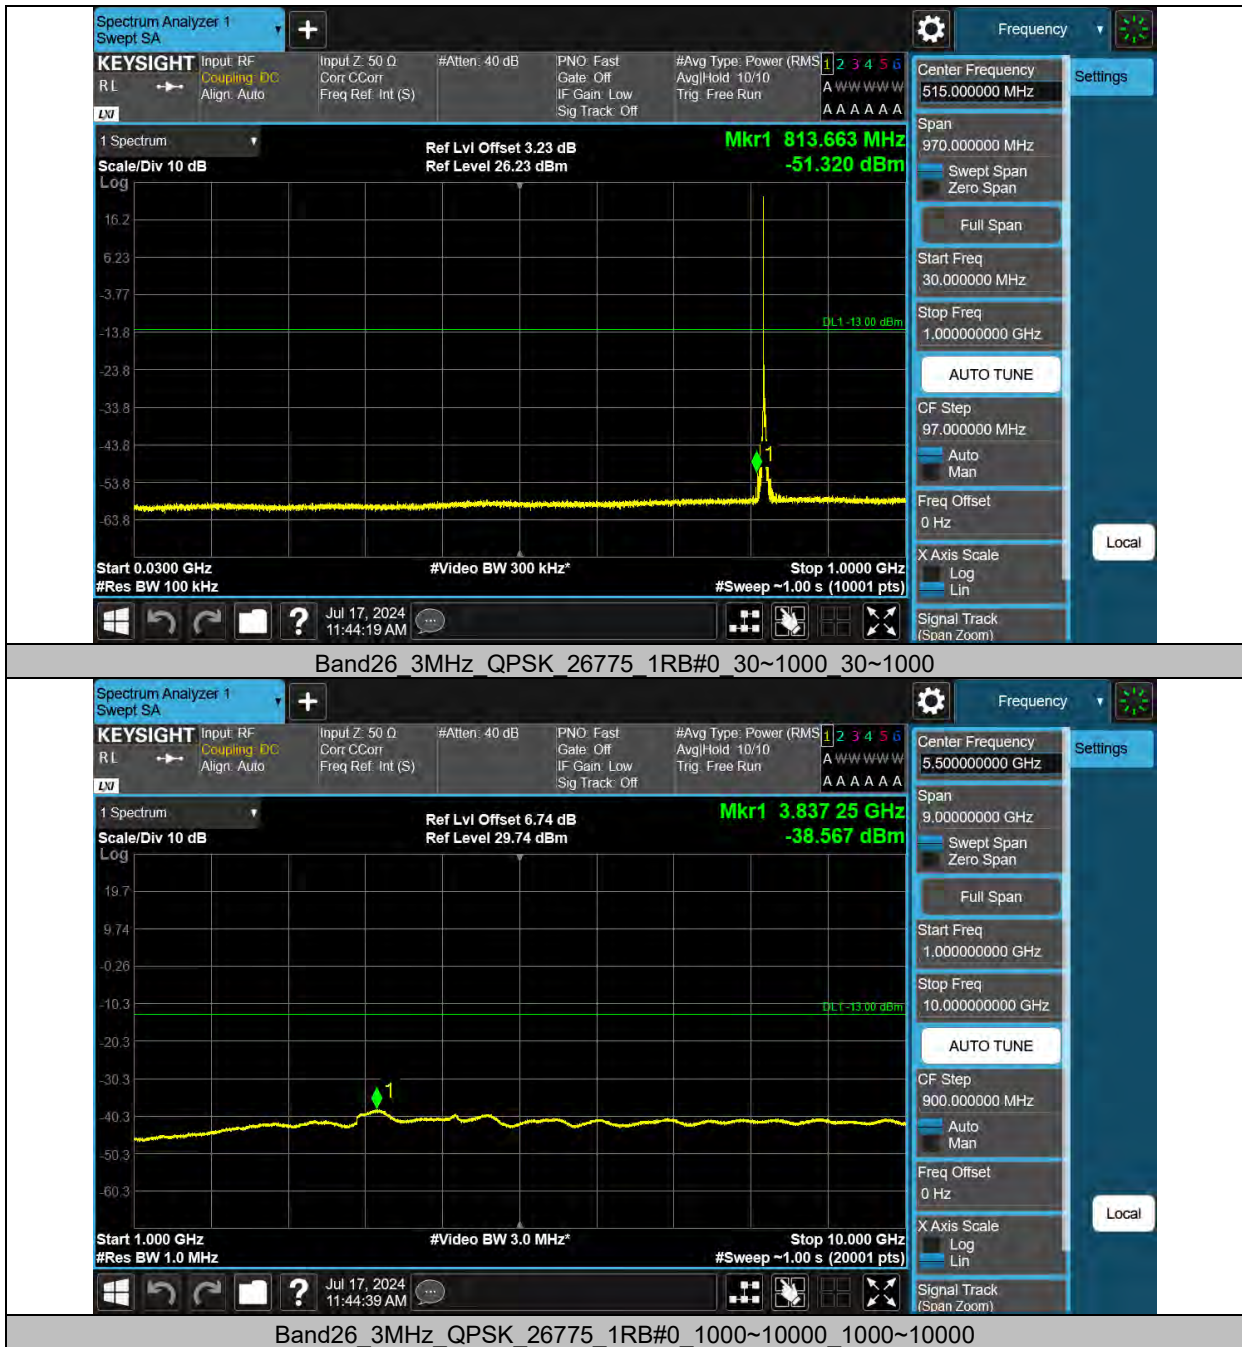 Spectrum Analyzer 1
Swept SA
Frequency
KEYSIGHT
RL
LXI
Input: RF
Coupling: DC
Align: Auto
Input Z: 50 Ω
Corr CCorr
Freq Ref: Int (S)
#Atten: 40 dB
PNO: Fast
Gate: Off
IF Gain: Low
Sig Track: Off
#Avg Type: Power (RMS
Avg|Hold: 10/10
Trig: Free Run
1 2 3 4 5 6
A W W W W W
A A A A A A
1 Spectrum
Scale/Div 10 dB
Log
Ref Lvl Offset 3.23 dB
Ref Level 26.23 dBm
Mkr1 813.663 MHz
-51.320 dBm
16.2
6.23
-3.77
-13.8
-23.8
-33.8
-43.8
-53.8
-63.8
DL1 -13.00 dBm
1
Start 0.0300 GHz
#Res BW 100 kHz
#Video BW 300 kHz*
Stop 1.0000 GHz
#Sweep ~1.00 s (10001 pts)
Jul 17, 2024
11:44:19 AM
Center Frequency
515.000000 MHz
Span
970.000000 MHz
Swept Span
Zero Span
Full Span
Start Freq
30.000000 MHz
Stop Freq
1.000000000 GHz
AUTO TUNE
CF Step
97.000000 MHz
Auto
Man
Freq Offset
0 Hz
X Axis Scale
Log
Lin
Signal Track
(Span Zoom)
Settings
Local
Band26_3MHz_QPSK_26775_1RB#0_30~1000_30~1000
Spectrum Analyzer 1
Swept SA
Frequency
KEYSIGHT
RL
LXI
Input: RF
Coupling: DC
Align: Auto
Input Z: 50 Ω
Corr CCorr
Freq Ref: Int (S)
#Atten: 40 dB
PNO: Fast
Gate: Off
IF Gain: Low
Sig Track: Off
#Avg Type: Power (RMS
Avg|Hold: 10/10
Trig: Free Run
1 2 3 4 5 6
A W W W W W
A A A A A A
1 Spectrum
Scale/Div 10 dB
Log
Ref Lvl Offset 6.74 dB
Ref Level 29.74 dBm
Mkr1 3.837 25 GHz
-38.567 dBm
19.7
9.74
-0.26
-10.3
-20.3
-30.3
-40.3
-50.3
-60.3
DL1 -13.00 dBm
1
Start 1.000 GHz
#Res BW 1.0 MHz
#Video BW 3.0 MHz*
Stop 10.000 GHz
#Sweep ~1.00 s (20001 pts)
Jul 17, 2024
11:44:39 AM
Center Frequency
5.500000000 GHz
Span
9.00000000 GHz
Swept Span
Zero Span
Full Span
Start Freq
1.000000000 GHz
Stop Freq
10.000000000 GHz
AUTO TUNE
CF Step
900.000000 MHz
Auto
Man
Freq Offset
0 Hz
X Axis Scale
Log
Lin
Signal Track
(Span Zoom)
Settings
Local
Band26_3MHz_QPSK_26775_1RB#0_1000~10000_1000~10000